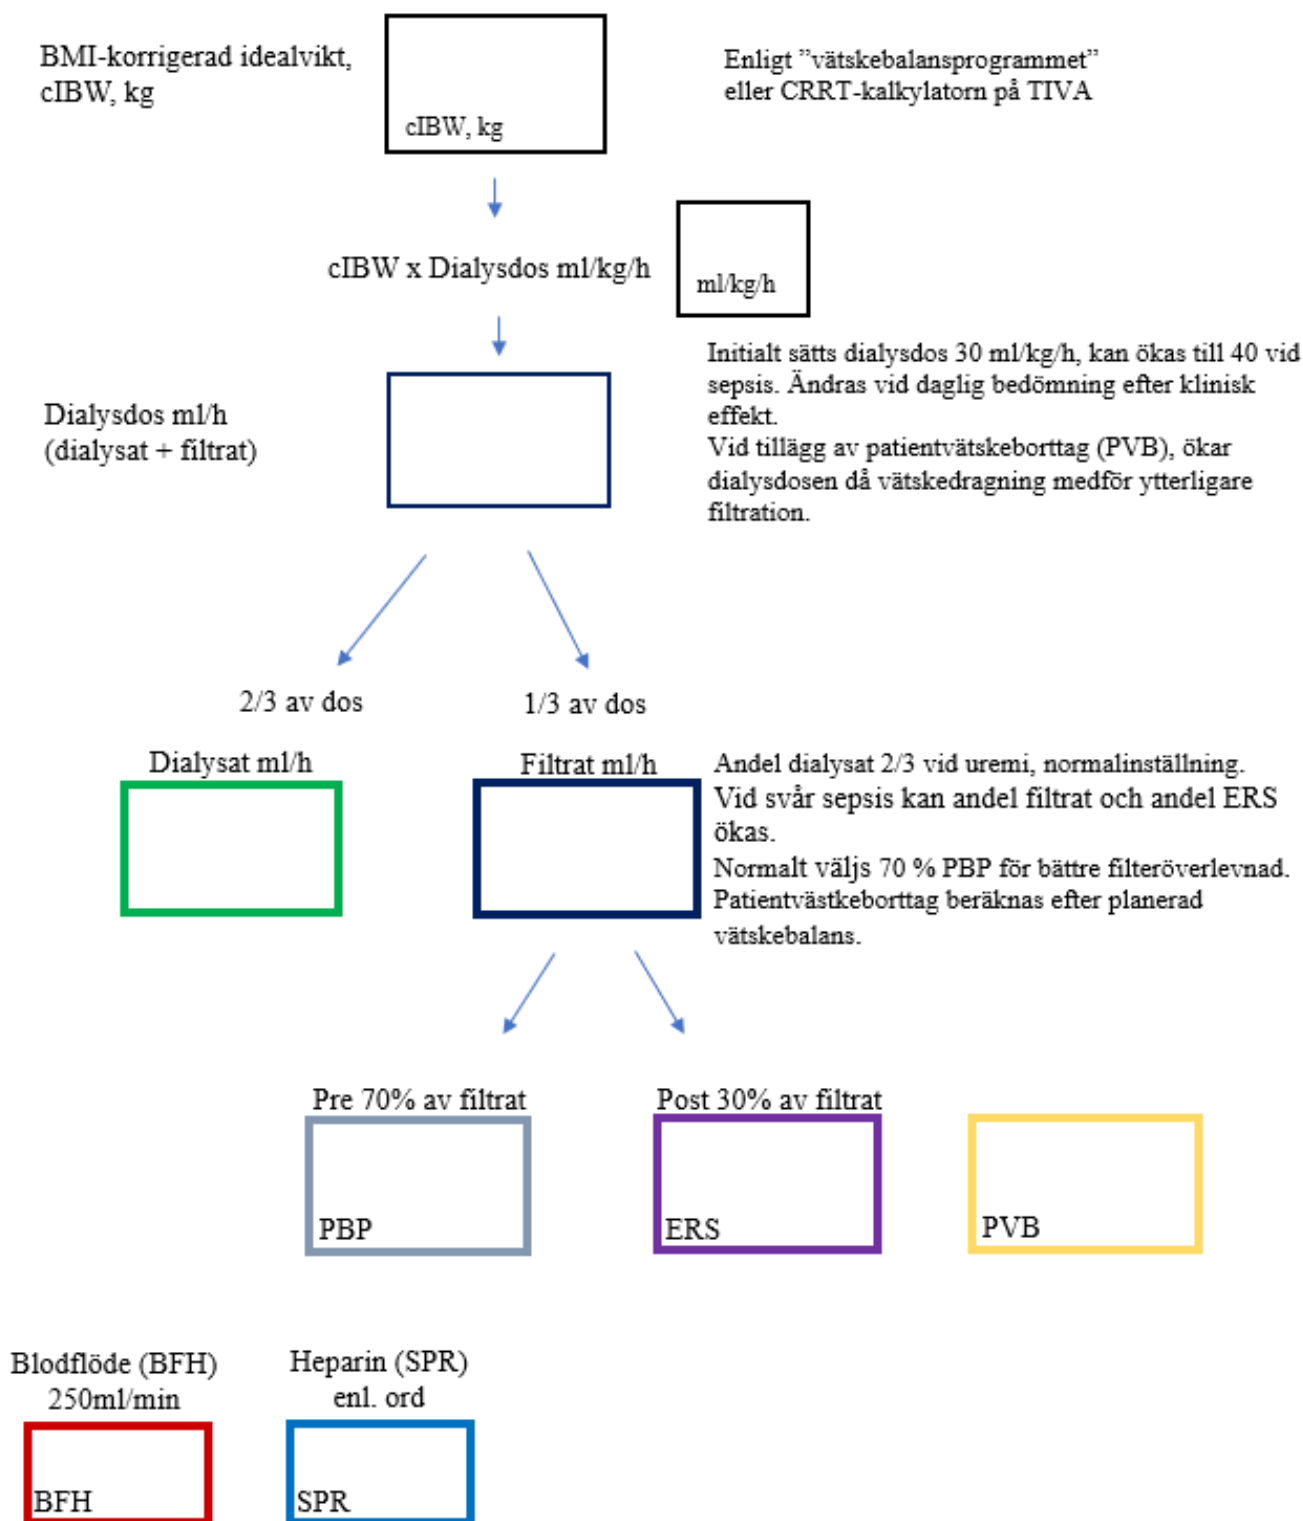 BMI-korrigerad idealvikt,
cIBW, kg
cIBW, kg
Enligt ”vätskebalansprogrammet”
eller CRRT-kalkylatorn på TIVA
cIBW x Dialysdos ml/kg/h
ml/kg/h
Initialt sätts dialysdos 30 ml/kg/h, kan ökas till 40 vid
sepsis. Ändras vid daglig bedömning efter klinisk
effekt.
Vid tillägg av patientvätskeborttag (PVB), ökar
dialysdosen då vätskedragning medför ytterligare
filtration.
Dialysdos ml/h
(dialysat + filtrat)
2/3 av dos
1/3 av dos
Dialysat ml/h
Filtrat ml/h
Andel dialysat 2/3 vid uremi, normalinställning.
Vid svår sepsis kan andel filtrat och andel ERS
ökas.
Normalt väljs 70 % PBP för bättre filteröverlevnad.
Patientvästkeborttag beräknas efter planerad
vätskebalans.
Pre 70% av filtrat
Post 30% av filtrat
PBP
ERS
PVB
Blodflöde (BFH)
250ml/min
Heparin (SPR)
enl. ord
BFH
SPR